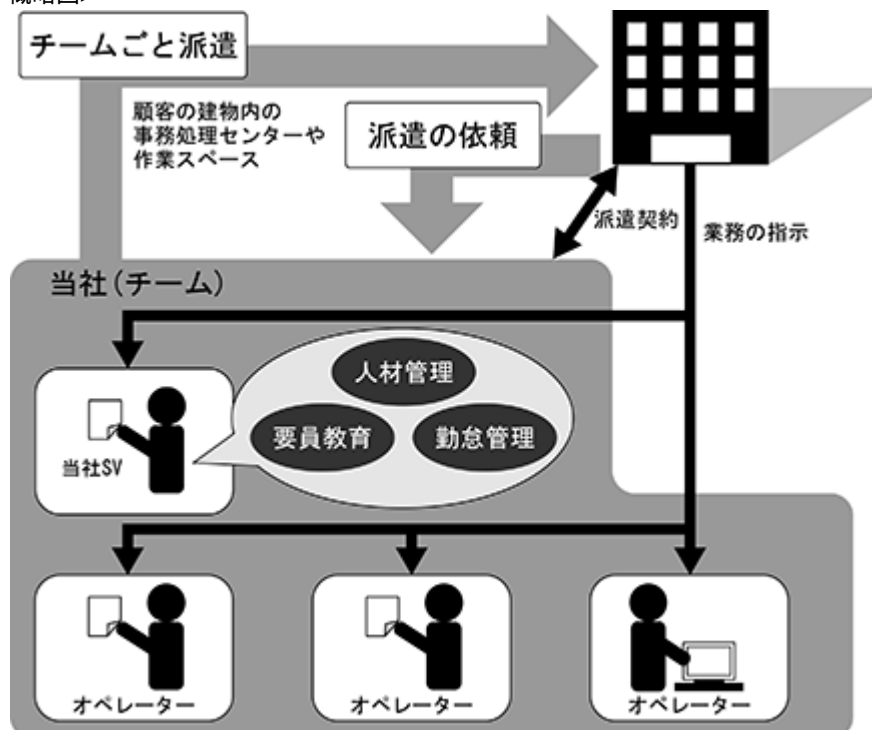 チームごと派遣
顧客の建物内の
事務処理センターや
作業スペース
派遣の依頼
派遣契約
業務の指示
当社(チーム)
人材管理
要員教育
勤怠管理
当社SV
オペレーター
オペレーター
オペレーター